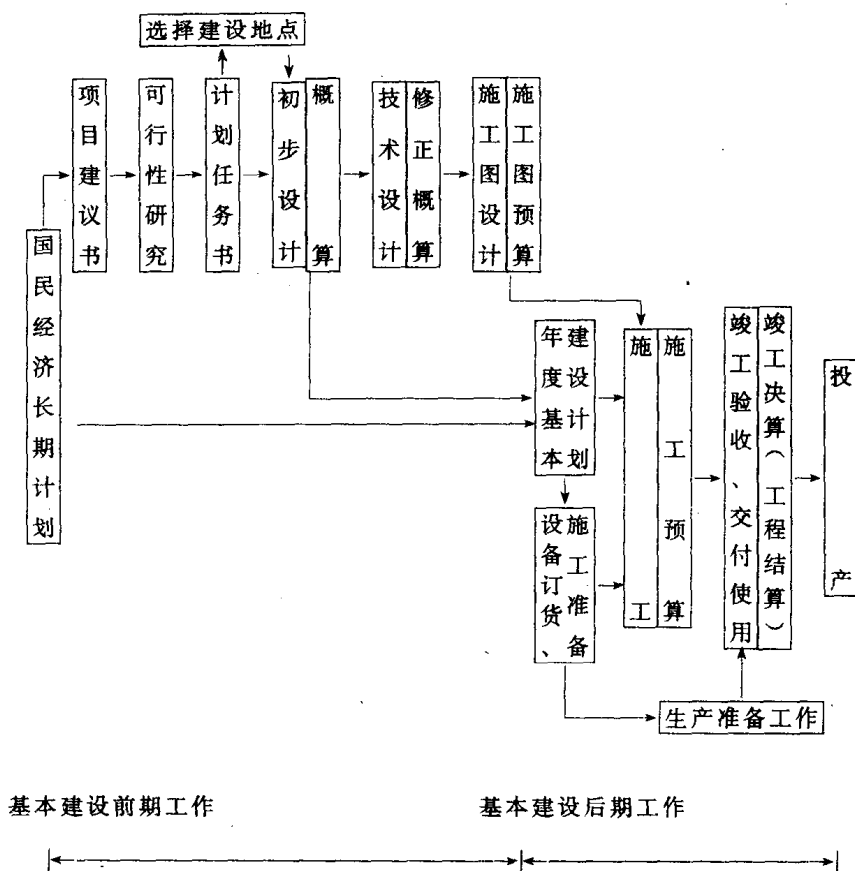 选择建设地点
项目建议书
可行性研究
计划任务书
初步设计
概算
技术设计
修正概算
施工图设计
施工图预算
国民经济长期计划
年度基本
建设计划
设备订货、
施工准备
施工
施工预算
竣工验收、交付使用
竣工决算(工程结算)
投产
生产准备工作
基本建设前期工作
基本建设后期工作